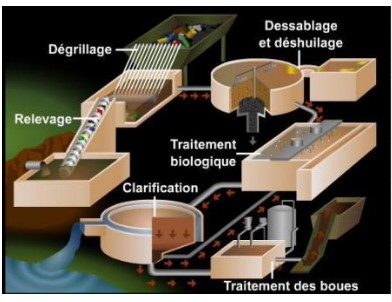 Dessablage
et déshuilage
Dégrillage
Relevage
Traitement
biologique
Clarification
Traitement des boues